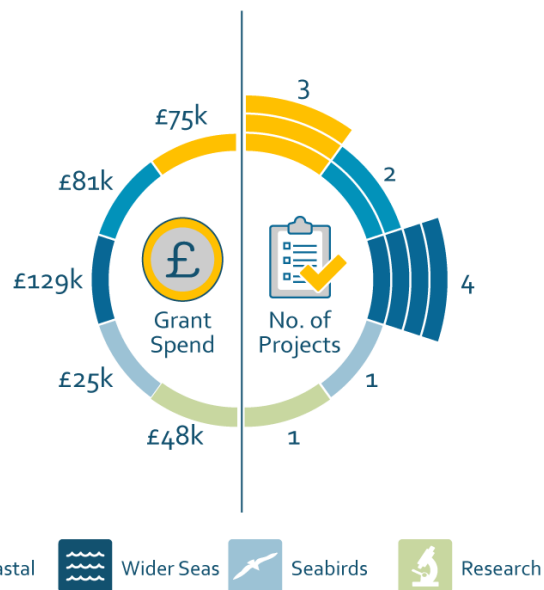 3
£75k
2
£81k
£
£129k
4
Grant
Spend
No. of
Projects
£25k
1
£48k
1
Wider Seas
Seabirds
Research